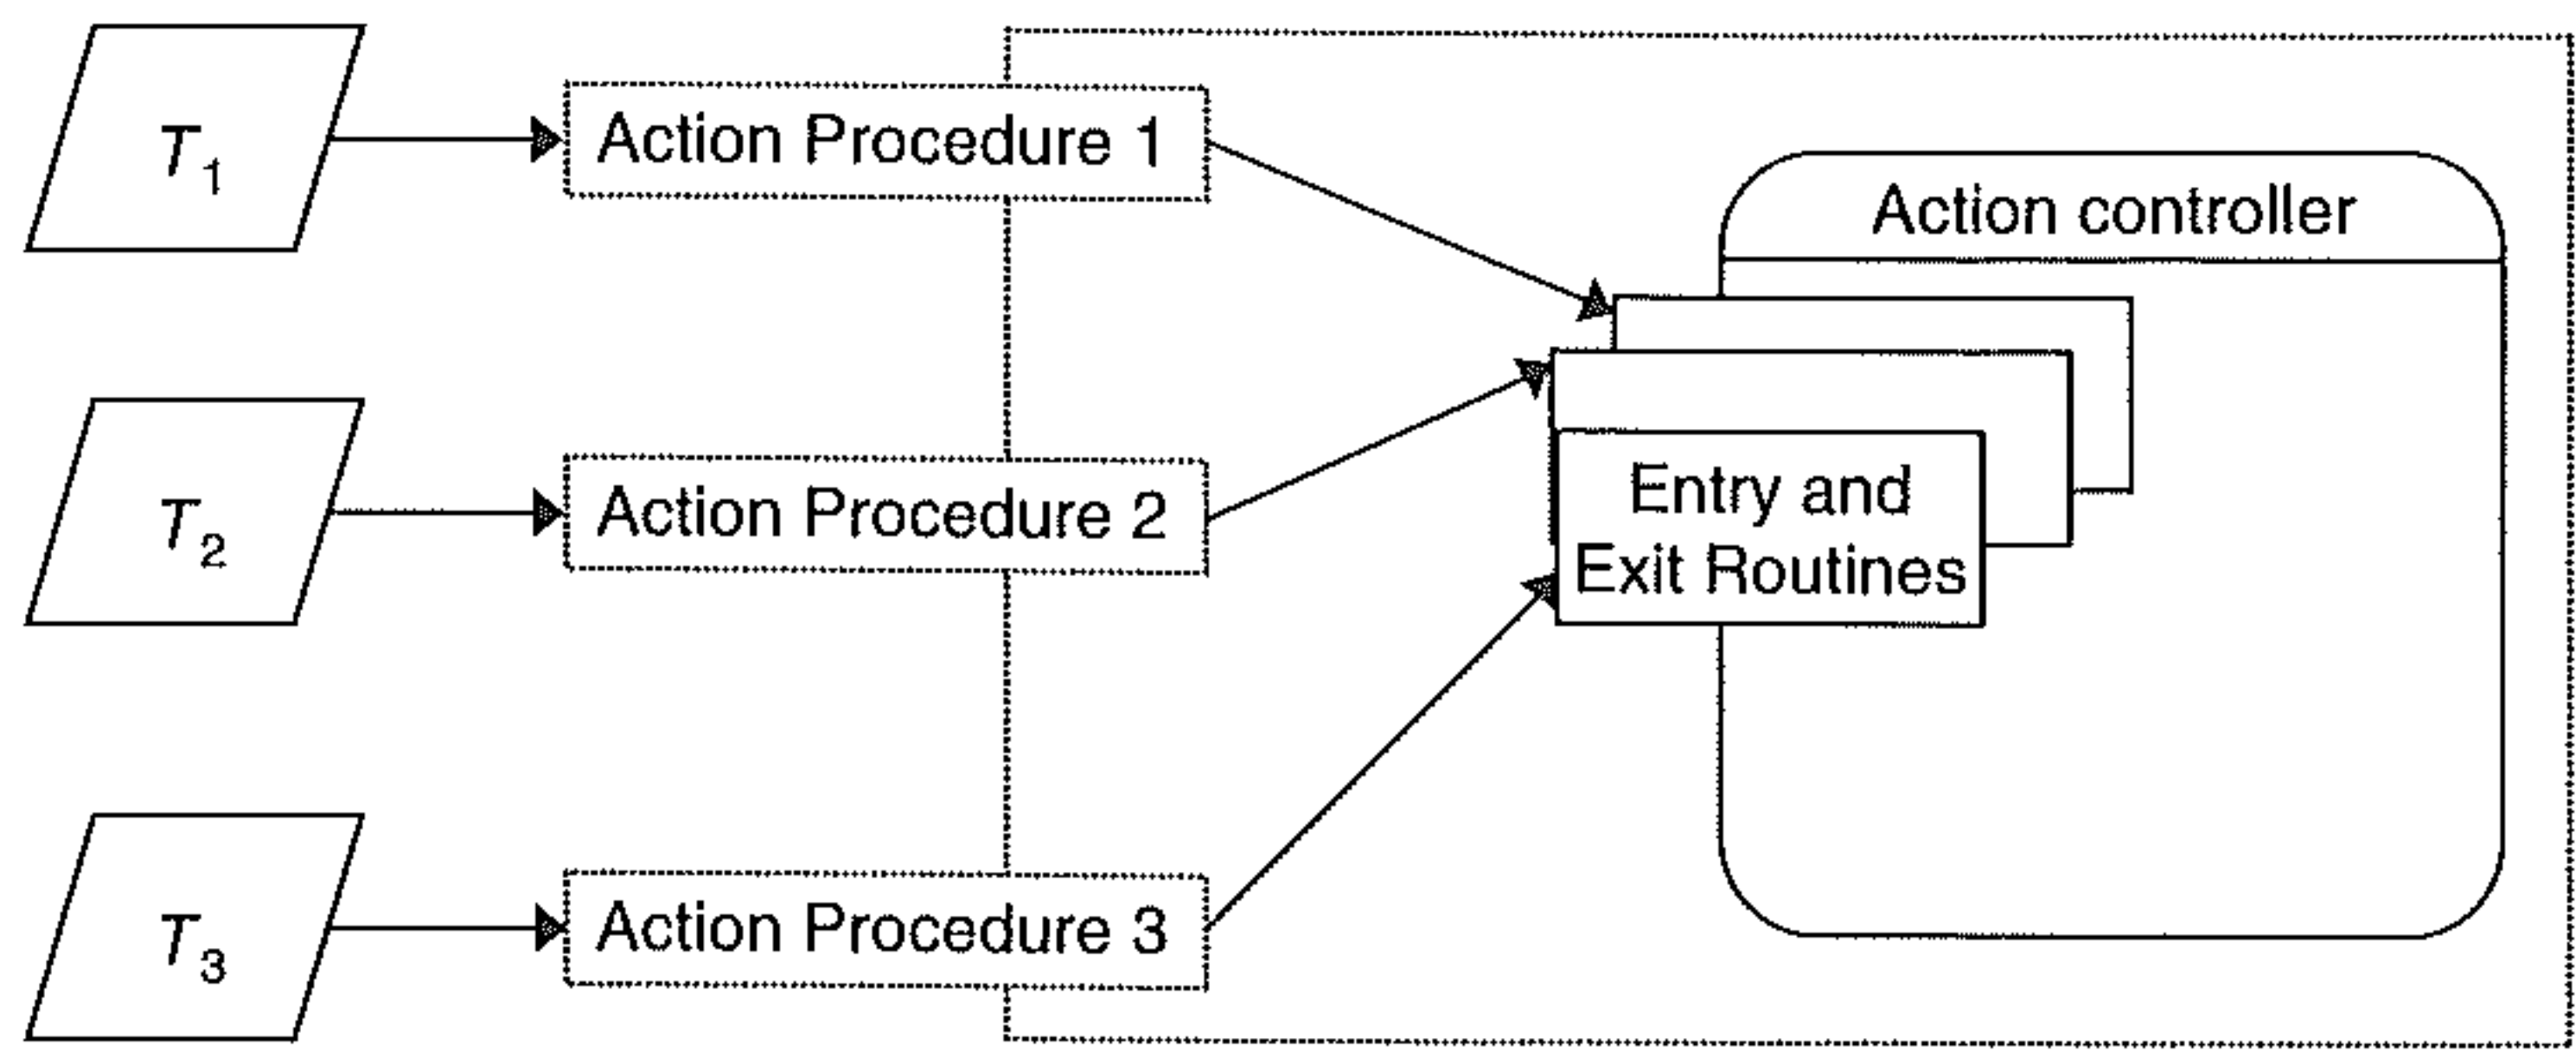 T1
Action Procedure 1
Action controller
T2
Action Procedure 2
Entry and
Exit Routines
T3
Action Procedure 3